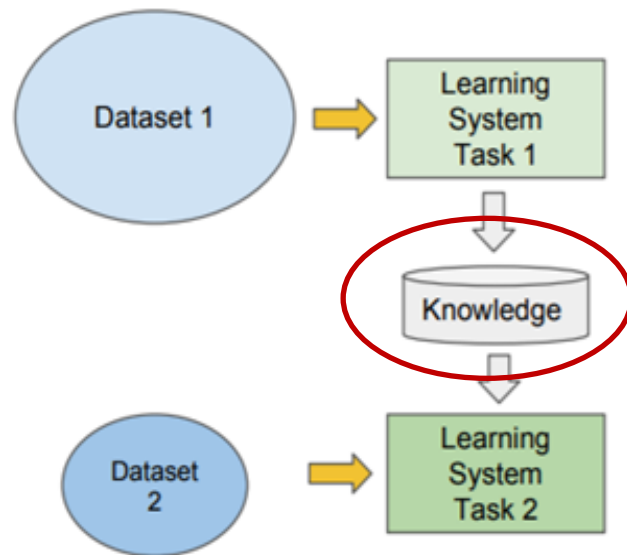 Dataset 1
Learning
System
Task 1
Knowledge
Dataset
2
Learning
System
Task 2